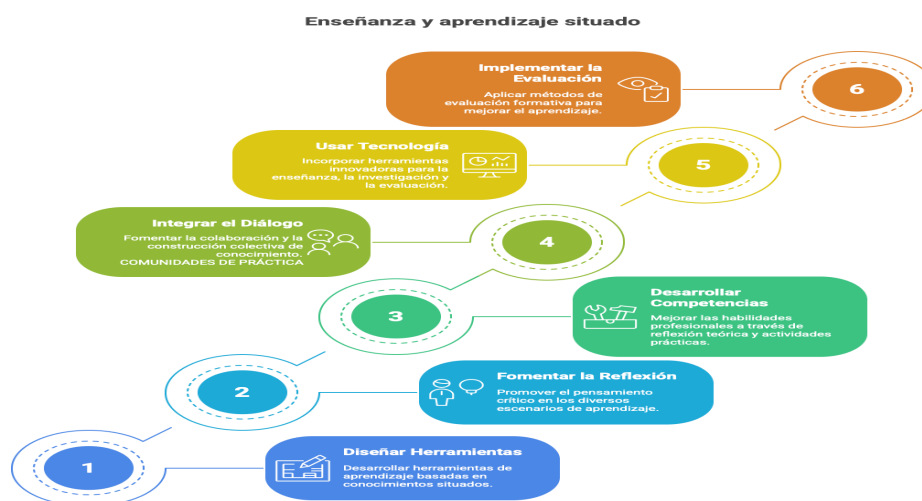 Enseñanza y aprendizaje situado
Implementar la
Evaluación
Aplicar métodos de
evaluación formativa para
mejorar el aprendizaje.
6
Usar Tecnología
Incorporar herramientas
innovadoras para la
enseñanza, la investigación y
la evaluación.
5
Integrar el Diálogo
Fomentar la colaboración y la
construcción colectiva de
conocimiento.
COMUNIDADES DE PRÁCTICA
4
3
Desarrollar
Competencias
Mejorar las habilidades
profesionales a través de
reflexión teórica y actividades
prácticas.
2
Fomentar la Reflexión
Promover el pensamiento
crítico en los diversos
escenarios de aprendizaje.
1
Diseñar Herramientas
Desarrollar herramientas de
aprendizaje basadas en
conocimientos situados.